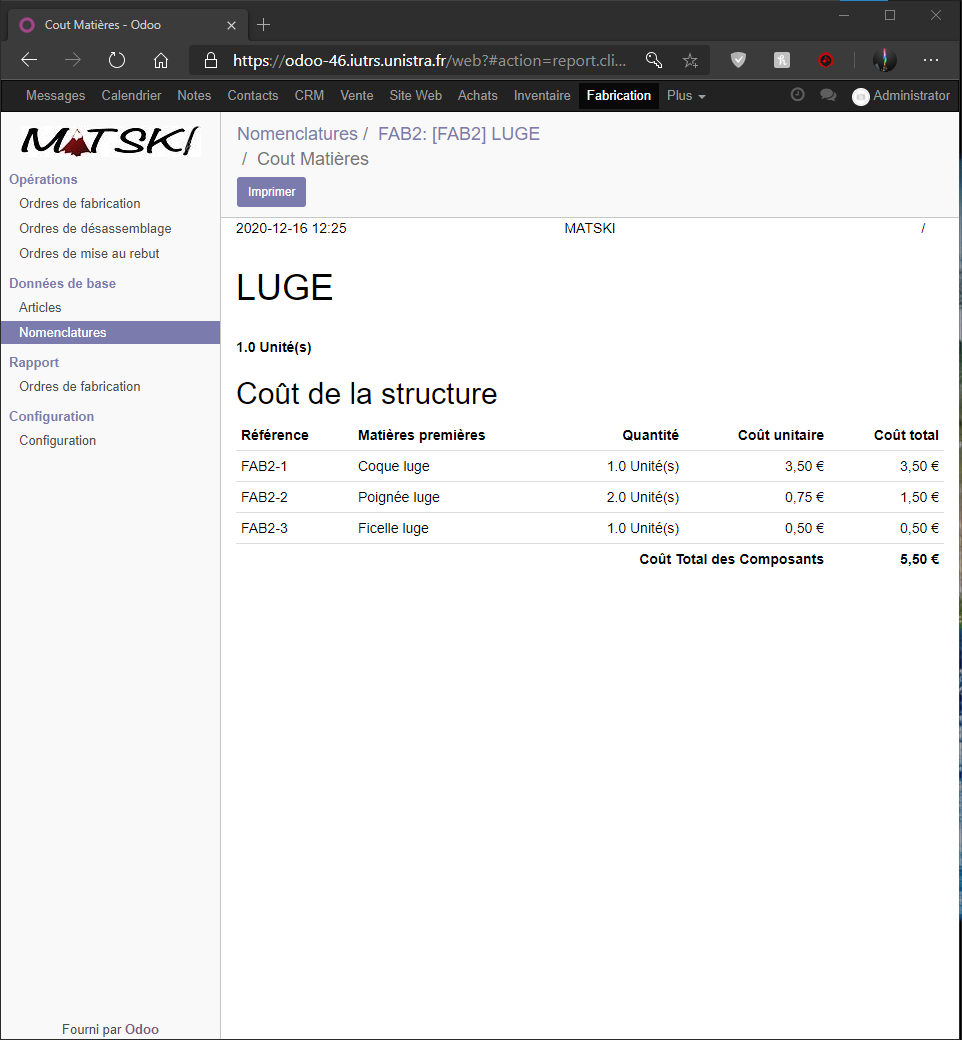 Cout Matières - Odoo
https://odoo-46.iutrs.unistra.fr/web?#action=report.cli...
Messages Calendrier Notes Contacts CRM Vente Site Web Achats Inventaire Fabrication Plus Administrator
MATSKI
Opérations
Ordres de fabrication
Ordres de désassemblage
Ordres de mise au rebut
Données de base
Articles
Nomenclatures
Rapport
Ordres de fabrication
Configuration
Configuration
Fourni par Odoo
Nomenclatures / FAB2: [FAB2] LUGE
/ Cout Matières
Imprimer
2020-12-16 12:25 MATSKI /
LUGE
1.0 Unité(s)
Coût de la structure
Référence Matières premières Quantité Coût unitaire Coût total
FAB2-1 Coque luge 1.0 Unité(s) 3,50 € 3,50 €
FAB2-2 Poignée luge 2.0 Unité(s) 0,75 € 1,50 €
FAB2-3 Ficelle luge 1.0 Unité(s) 0,50 € 0,50 €
Coût Total des Composants 5,50 €